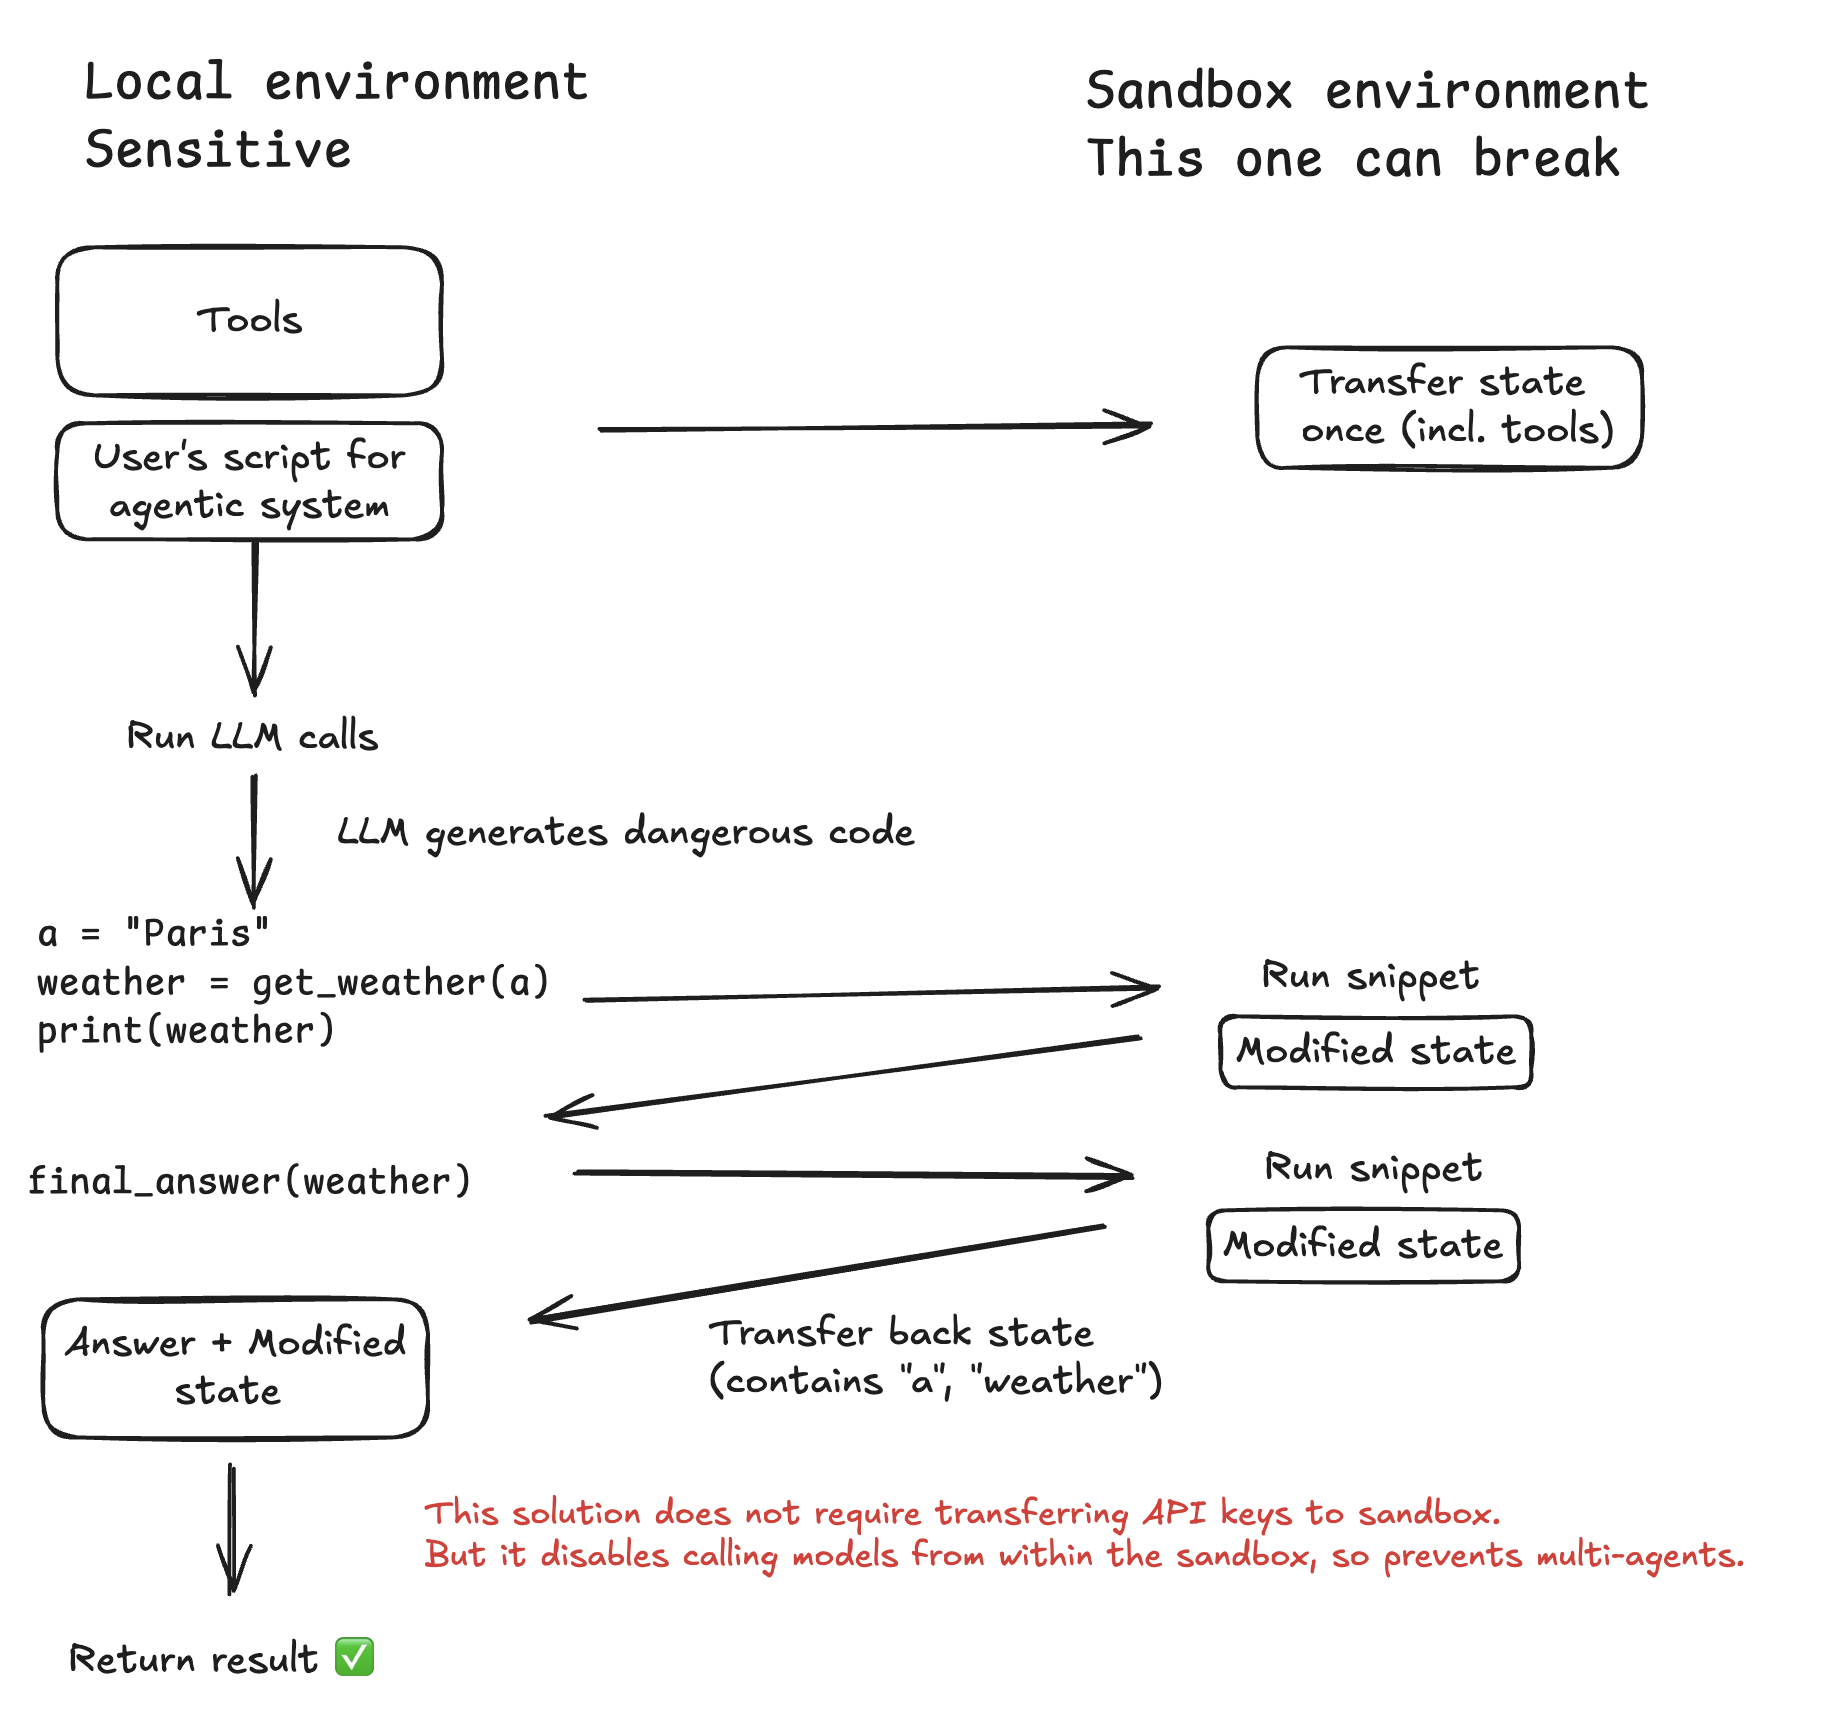 Local environment
Sensitive
Sandbox environment
This one can break
Tools
User's script for
agentic system
Transfer state
once (incl. tools)
Run LLM calls
LLM generates dangerous code
a = "Paris"
weather = get_weather(a)
print(weather)
Run snippet
Modified state
final_answer(weather)
Run snippet
Modified state
Transfer back state
(contains "a", "weather")
Answer + Modified
state
This solution does not require transferring API keys to sandbox.
But it disables calling models from within the sandbox, so prevents multi-agents.
Return result ✅